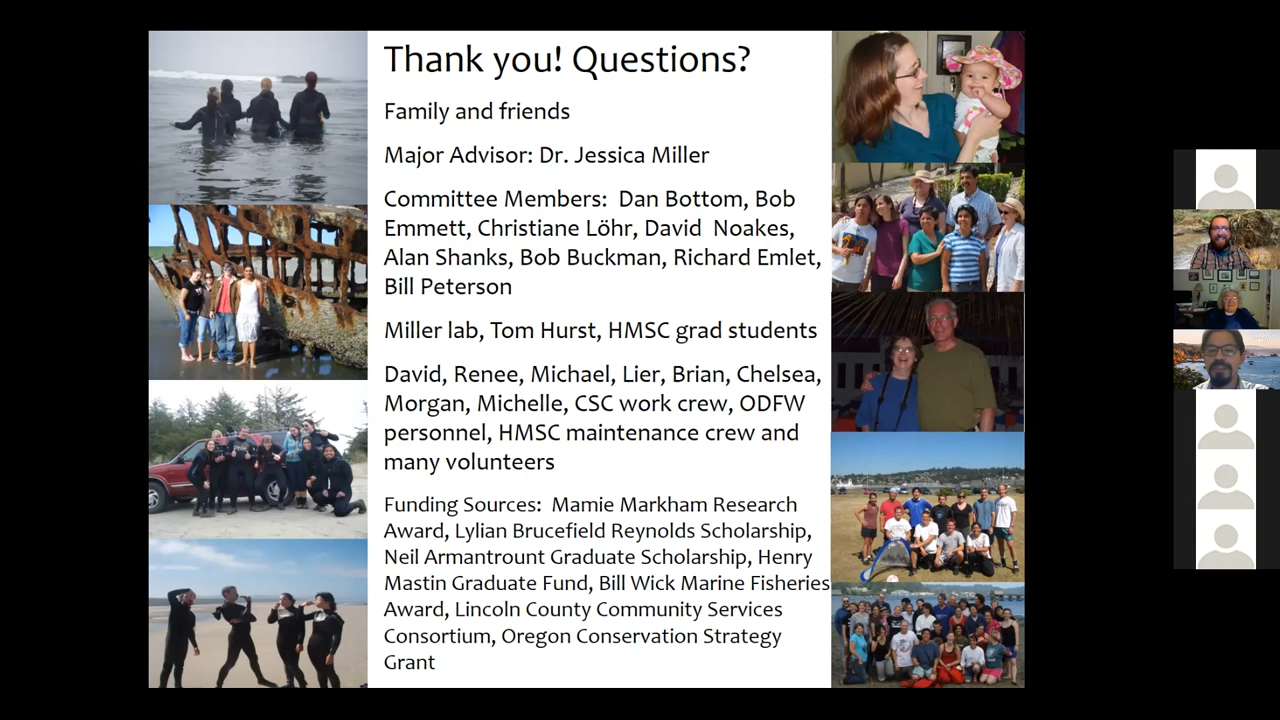 Thank you! Questions?
Family and friends
Major Advisor: Dr. Jessica Miller
Committee Members:  Dan Bottom, Bob
Emmett, Christiane Löhr, David  Noakes,
Alan Shanks, Bob Buckman, Richard Emlet,
Bill Peterson
Miller lab, Tom Hurst, HMSC grad students
David, Renee, Michael, Lier, Brian, Chelsea,
Morgan, Michelle, CSC work crew, ODFW
personnel, HMSC maintenance crew and
many volunteers
Funding Sources:  Mamie Markham Research
Award, Lylian Brucefield Reynolds Scholarship,
Neil Armantrount Graduate Scholarship, Henry
Mastin Graduate Fund, Bill Wick Marine Fisheries
Award, Lincoln County Community Services
Consortium, Oregon Conservation Strategy
Grant